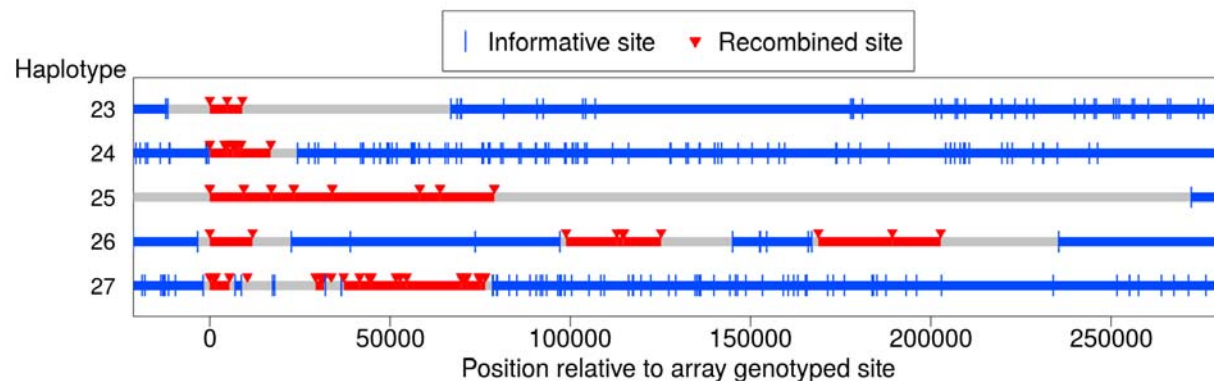 Informative site Recombined site
Haplotype
23
24
25
26
27
0 50000 100000 150000 200000 250000
Position relative to array genotyped site